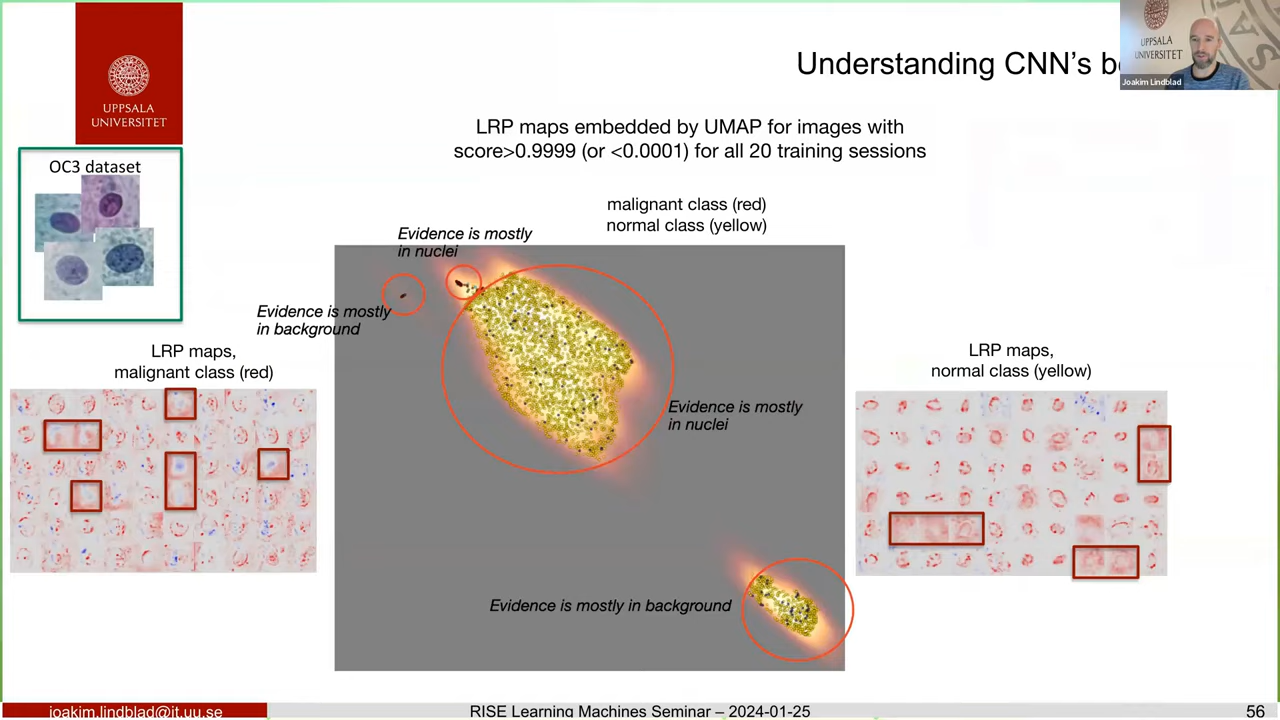 UPPSALA
UNIVERSITET
Understanding CNN's
UPPSALA
UNIVERSITET
Joakim Lindblad
LRP maps embedded by UMAP for images with
score>0.9999 (or <0.0001) for all 20 training sessions
OC3 dataset
malignant class (red)
normal class (yellow)
Evidence is mostly
in nuclei
Evidence is mostly
in background
LRP maps,
malignant class (red)
LRP maps,
normal class (yellow)
Evidence is mostly
in nuclei
Evidence is mostly in background
joakim.lindblad@it.uu.se
RISE Learning Machines Seminar – 2024-01-25
56